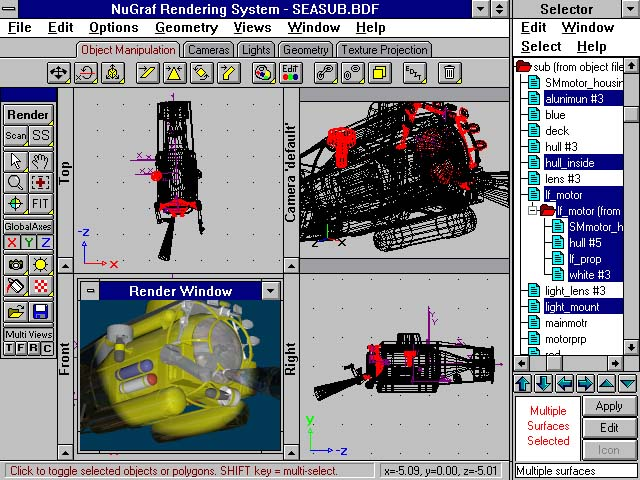 NuGraf Rendering System - SEASUB.BDF
File Edit Options Geometry Views Window Help
Object Manipulation Cameras Lights Geometry Texture Projection
Edit
EDIT
Render
Scan SS
FIT
GlobalAxes
X Y Z
Multi Views
T F R C
Top
Camera 'default'
Front
Right
-z
x
z
x
y
-z
Render Window
Click to toggle selected objects or polygons. SHIFT key = multi-select.
x=-5.09, y=0.00, z=-5.01
Selector
Edit Window
Select Help
sub (from object file
SMmotor_housin
alunimun #3
blue
deck
hull #3
hull_inside
lens #3
lf_motor
lf_motor (from
SMmotor_h
hull #5
lf_prop
white #3
light_lens #3
light_mount
mainmotr
motorprp
red
Multiple
Surfaces
Selected
Apply
Edit
Icon
Multiple surfaces